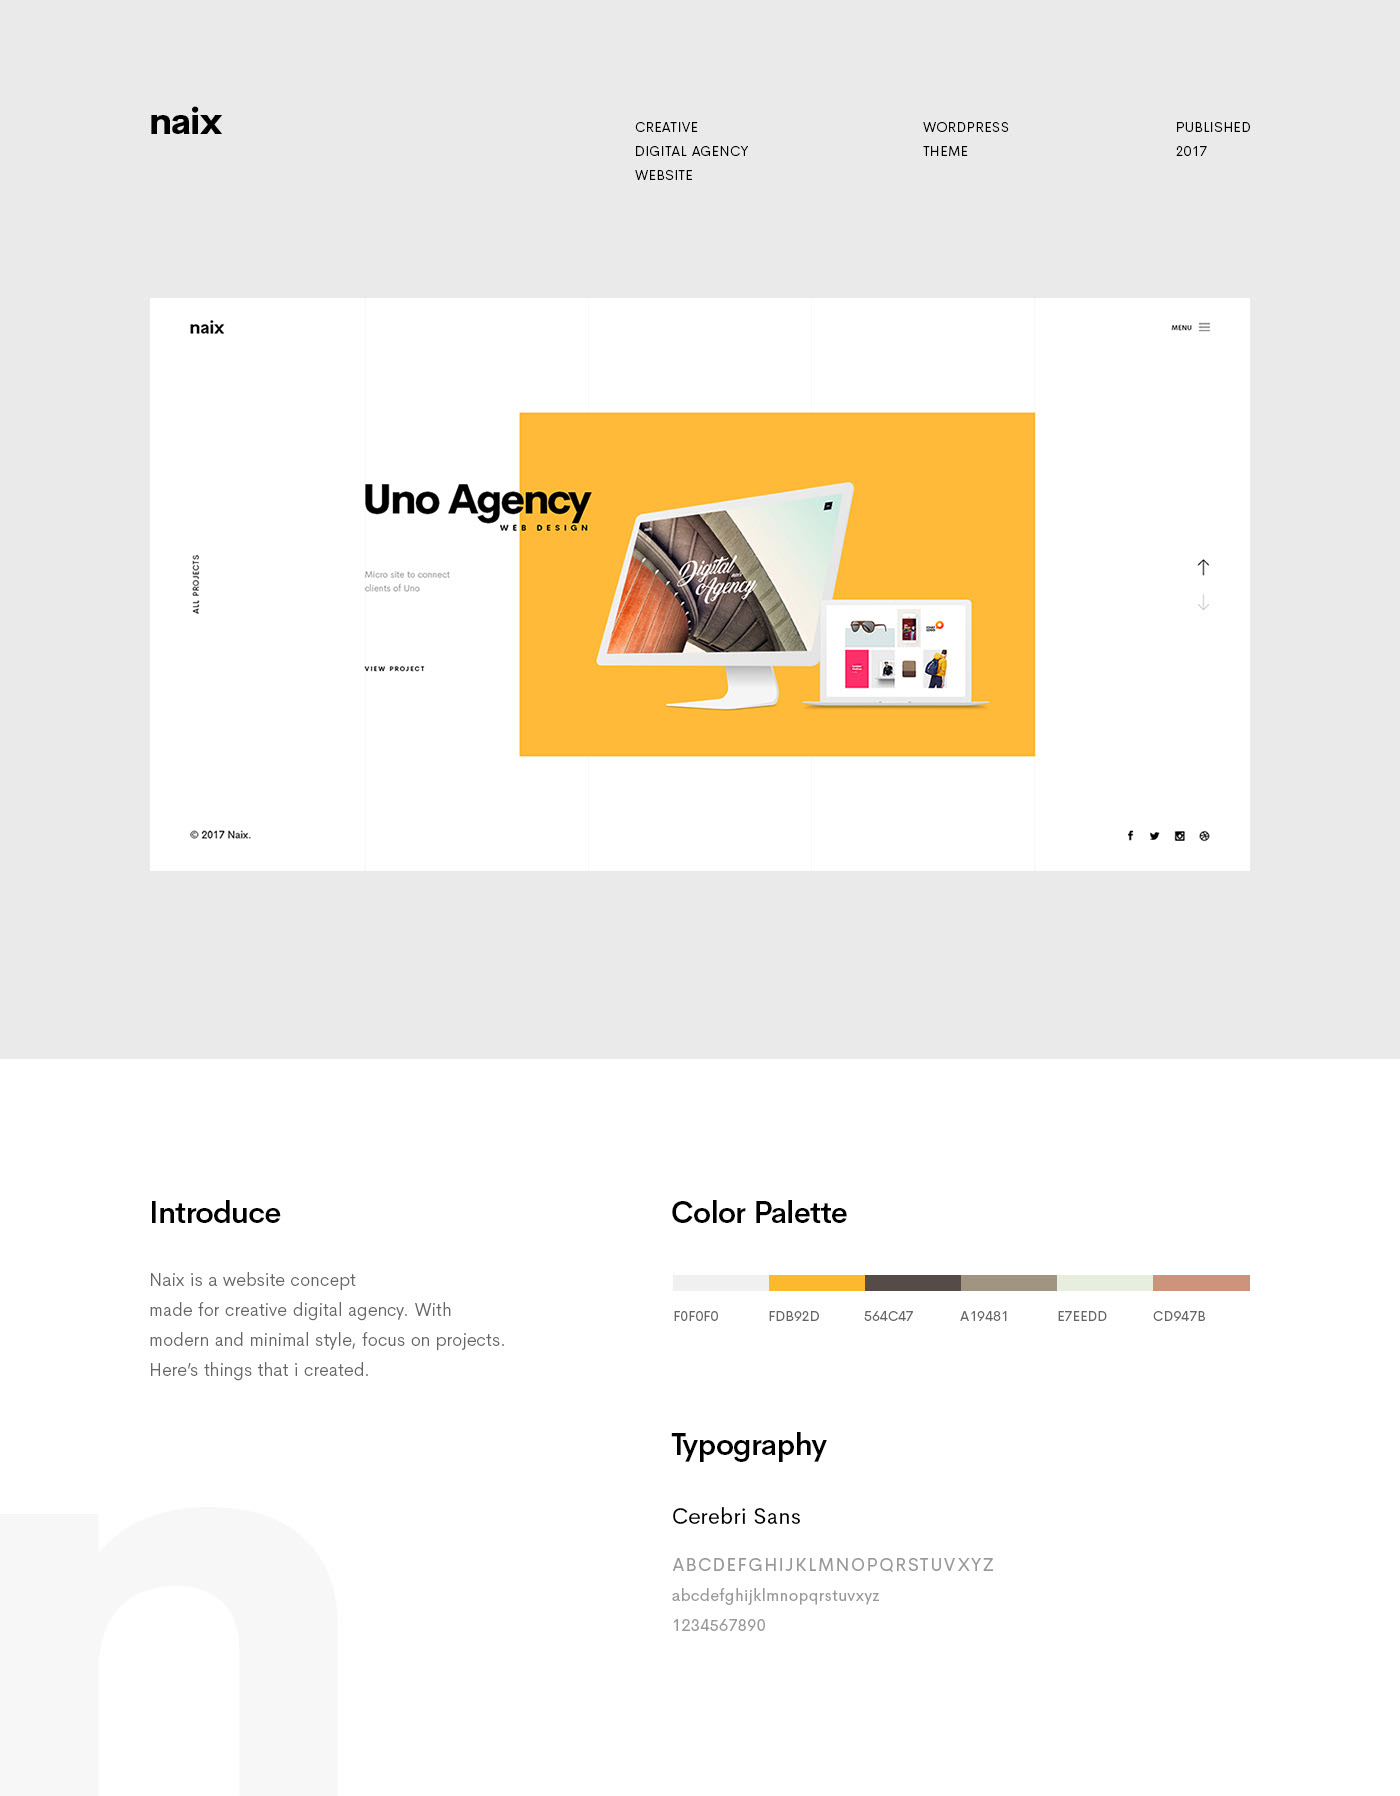 naix
CREATIVE
DIGITAL AGENCY
WEBSITE
WORDPRESS
THEME
PUBLISHED
2017
naix
MENU
Uno Agency
WEB DESIGN
Micro site to connect
clients of Uno
VIEW PROJECT
ALL PROJECTS
Digital
Agency
© 2017 Naix.
Introduce
Naix is a website concept
made for creative digital agency. With
modern and minimal style, focus on projects.
Here’s things that i created.
Color Palette
F0F0F0
FDB92D
564C47
A19481
E7EEDD
CD947B
Typography
Cerebri Sans
ABCDEFGHIJKLMNOPQRSTUVXYZ
abcdefghijklmnopqrstuvxyz
1234567890
n